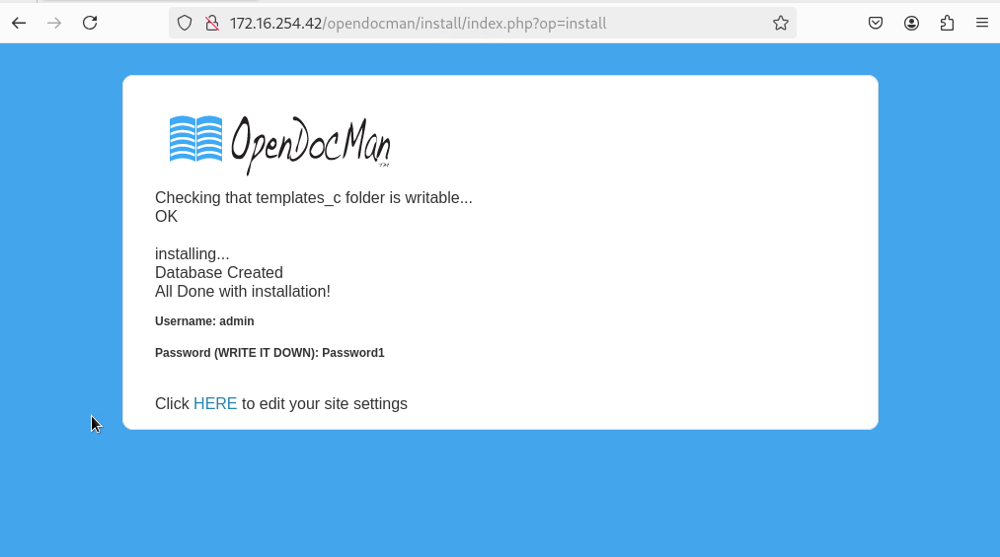 172.16.254.42/opendocman/install/index.php?op=install
OpenDocMan™
Checking that templates_c folder is writable...
OK
installing...
Database Created
All Done with installation!
Username: admin
Password (WRITE IT DOWN): Password1
Click HERE to edit your site settings